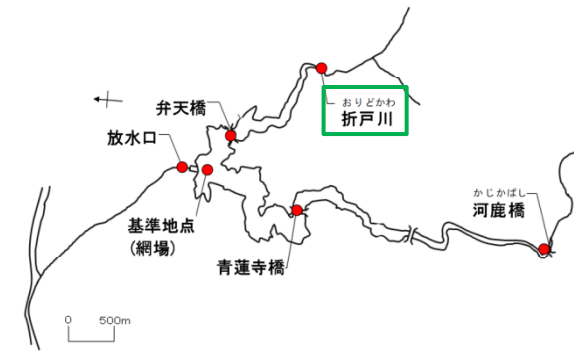 おりどかわ
折戸川
弁天橋
放水口
かじかばし
河鹿橋
基準地点
(網場)
青蓮寺橋
0 500m